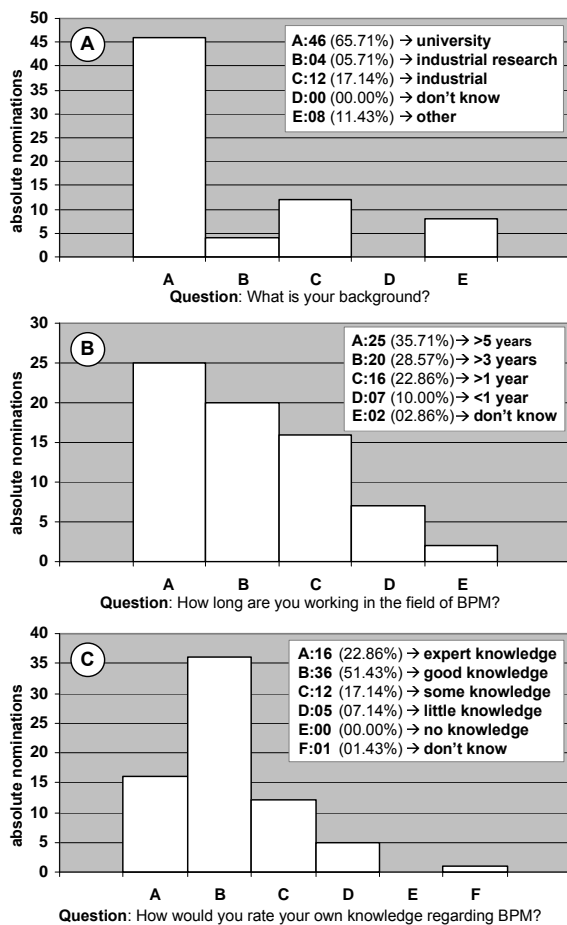 50
45
40
35
30
25
20
15
10
5
0
absolute nominations
A
A:46 (65.71%) → university
B:04 (05.71%) → industrial research
C:12 (17.14%) → industrial
D:00 (00.00%) → don't know
E:08 (11.43%) → other
A B C D E
Question: What is your background?
30
25
20
15
10
5
0
absolute nominations
B
A:25 (35.71%) → >5 years
B:20 (28.57%) → >3 years
C:16 (22.86%) → >1 year
D:07 (10.00%) → <1 year
E:02 (02.86%) → don't know
A B C D E
Question: How long are you working in the field of BPM?
40
35
30
25
20
15
10
5
0
absolute nominations
C
A:16 (22.86%) → expert knowledge
B:36 (51.43%) → good knowledge
C:12 (17.14%) → some knowledge
D:05 (07.14%) → little knowledge
E:00 (00.00%) → no knowledge
F:01 (01.43%) → don't know
A B C D E F
Question: How would you rate your own knowledge regarding BPM?